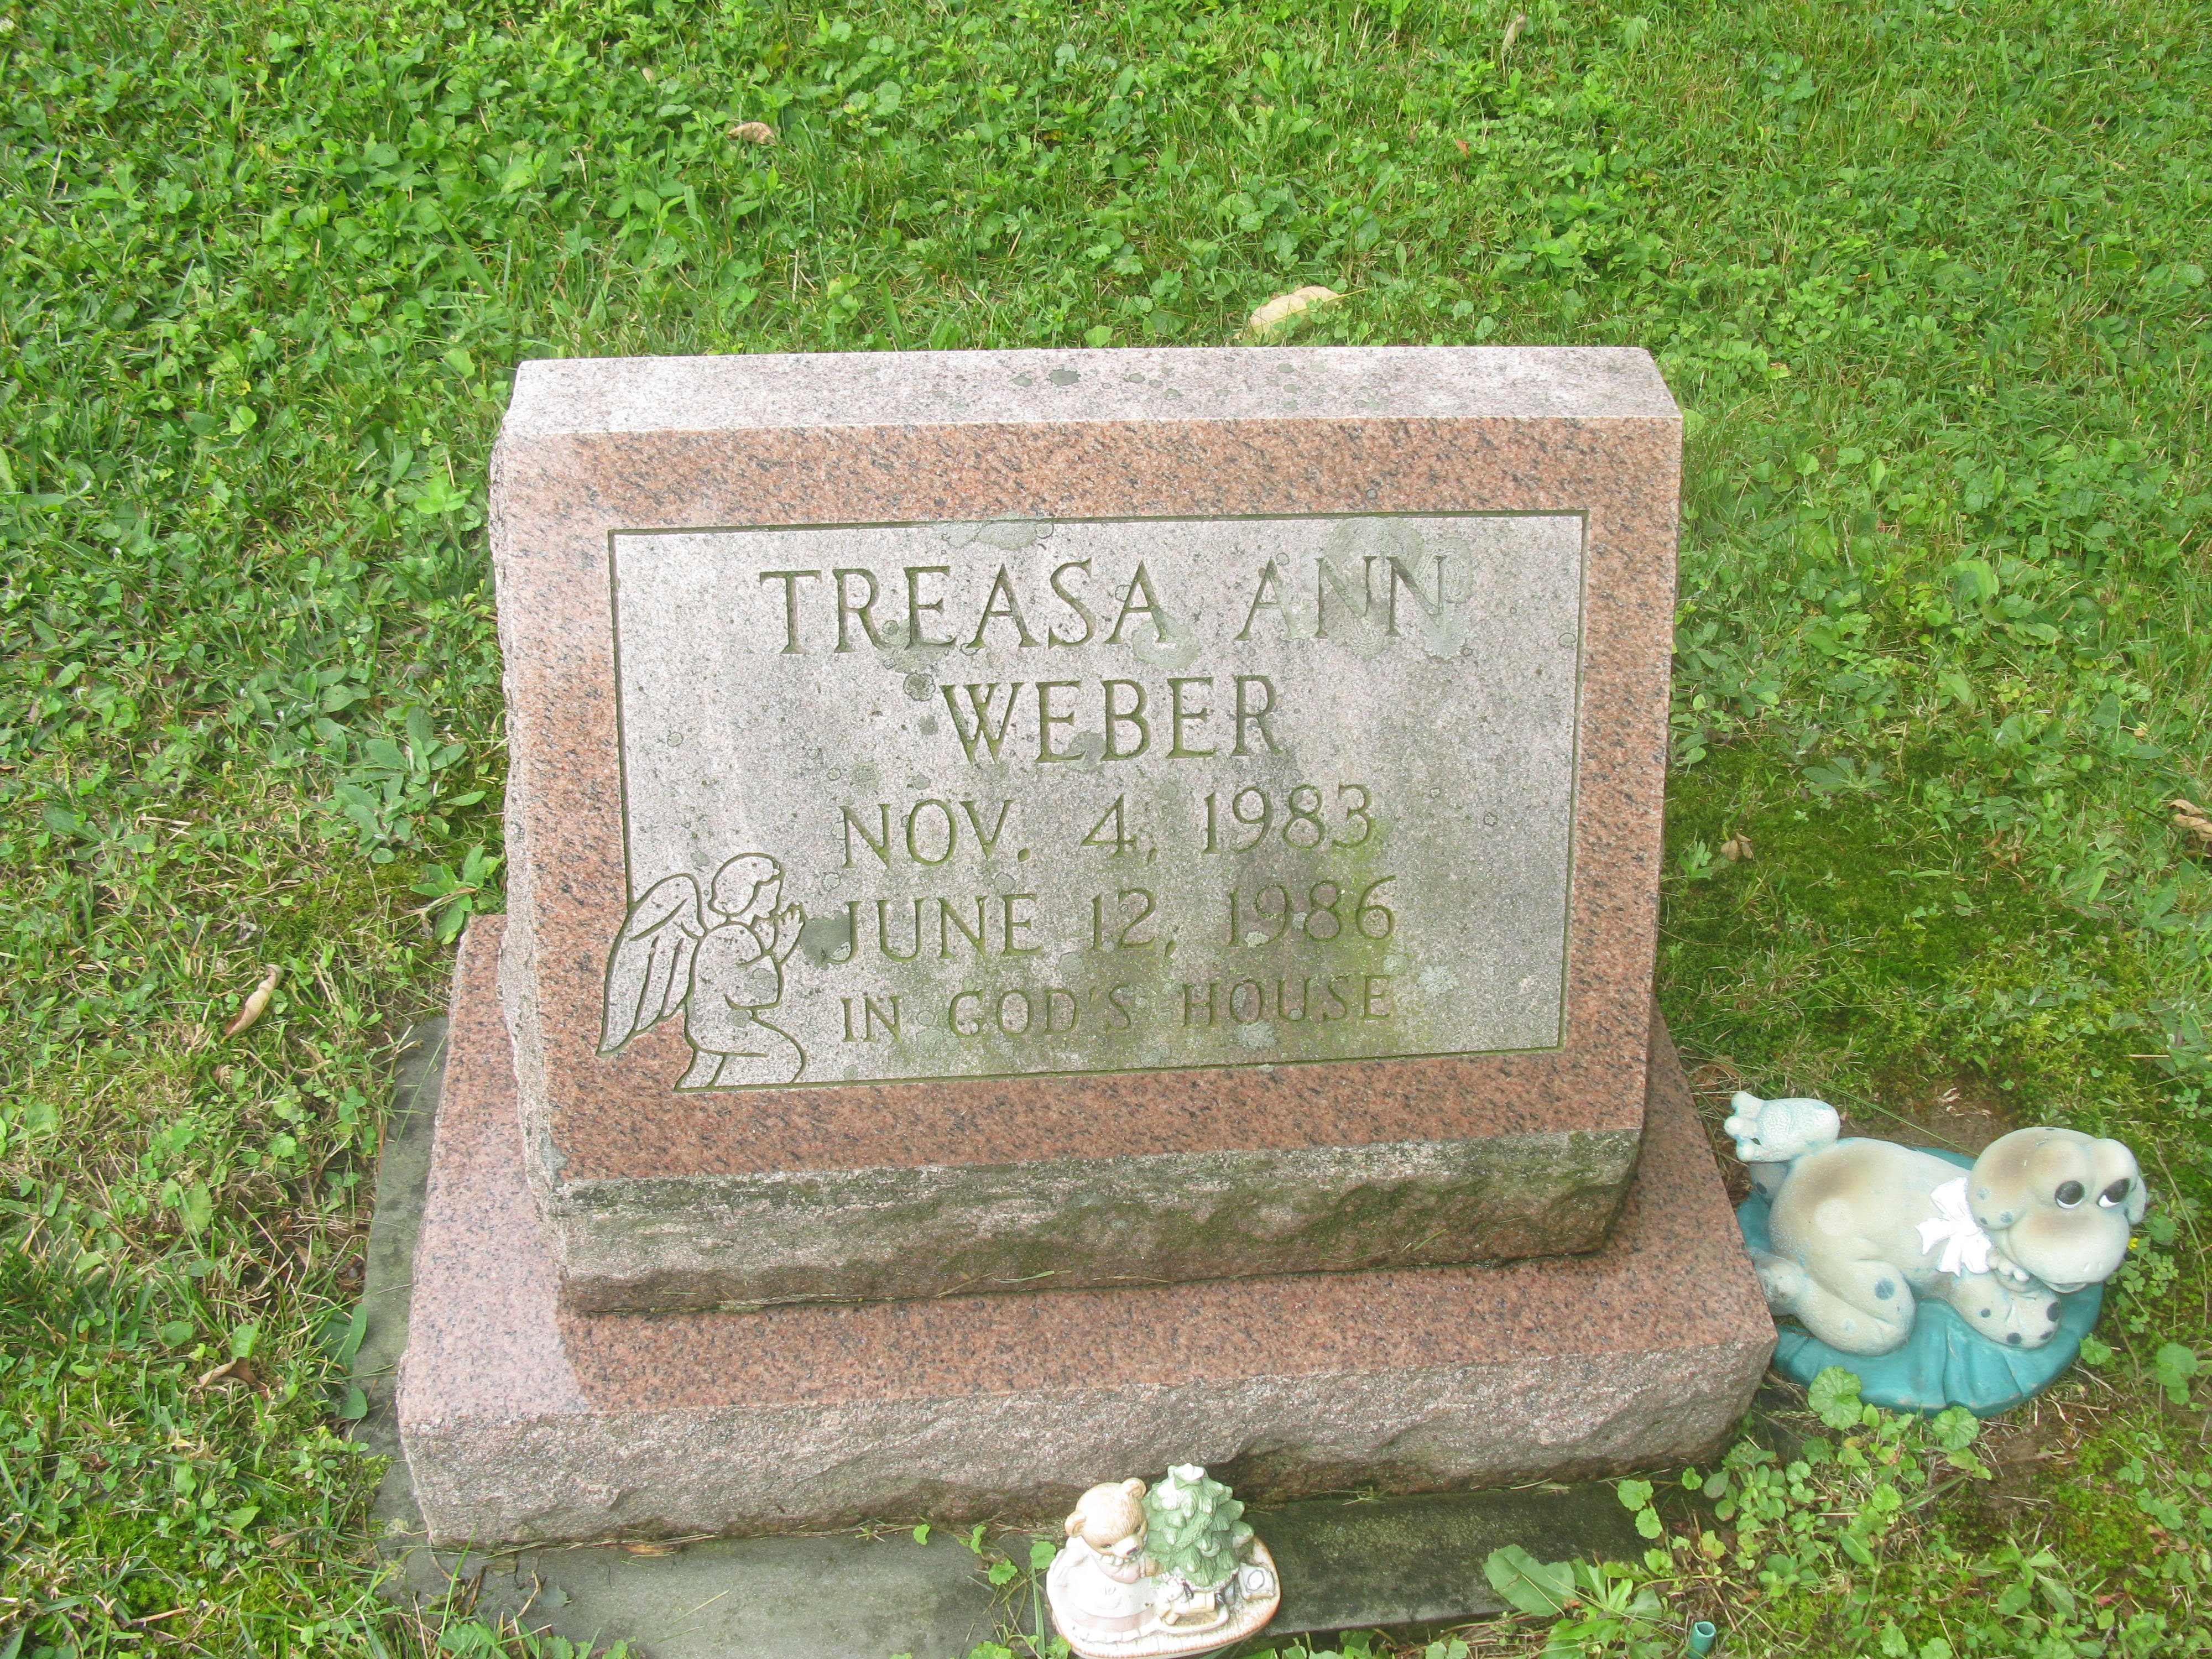 TREASA ANN
WEBER
NOV. 4, 1983
JUNE 12, 1986
IN GOD'S HOUSE